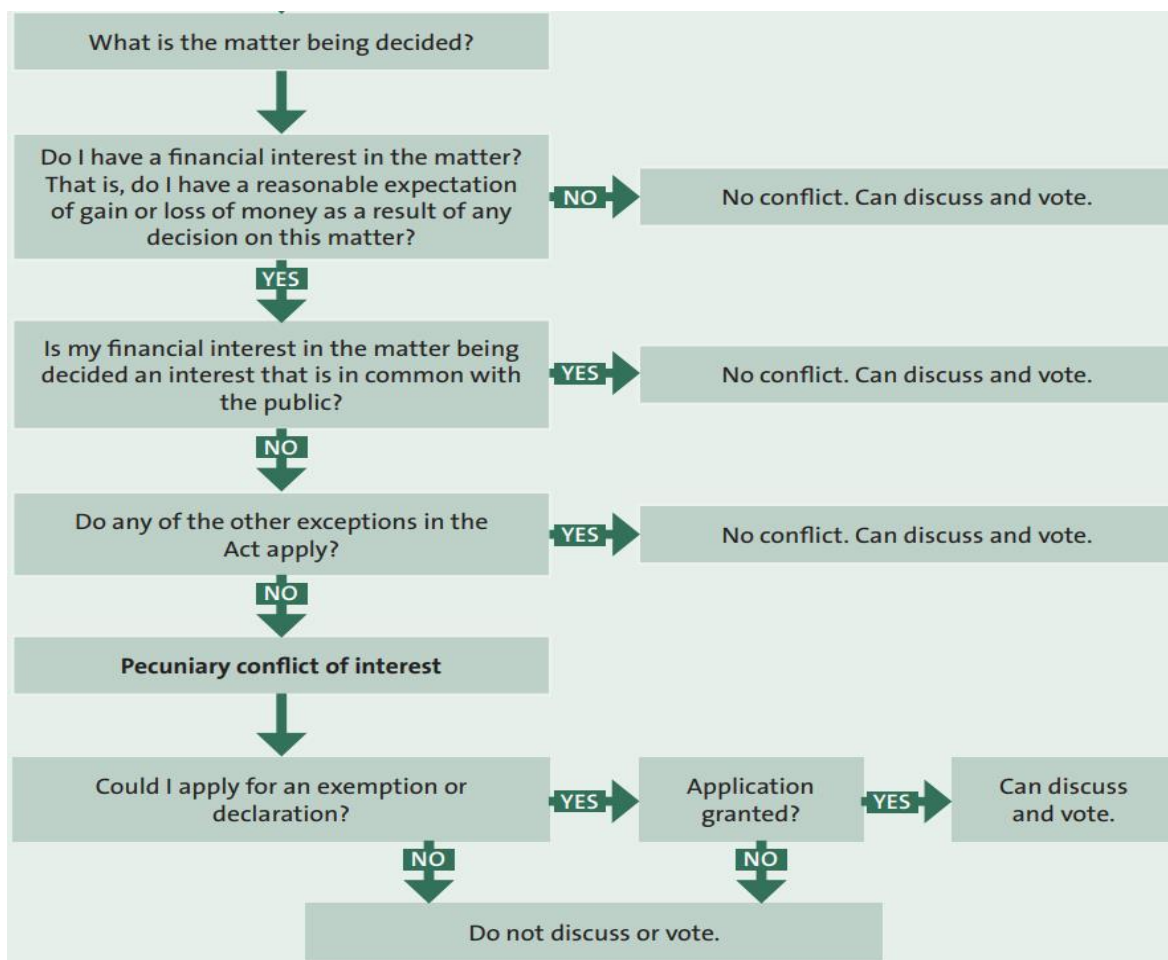 What is the matter being decided?
Do I have a financial interest in the matter?
That is, do I have a reasonable expectation
of gain or loss of money as a result of any
decision on this matter?
NO
No conflict. Can discuss and vote.
YES
Is my financial interest in the matter being
decided an interest that is in common with
the public?
YES
No conflict. Can discuss and vote.
NO
Do any of the other exceptions in the
Act apply?
YES
No conflict. Can discuss and vote.
NO
Pecuniary conflict of interest
Could I apply for an exemption or
declaration?
YES
Application
granted?
YES
Can discuss
and vote.
NO
NO
Do not discuss or vote.